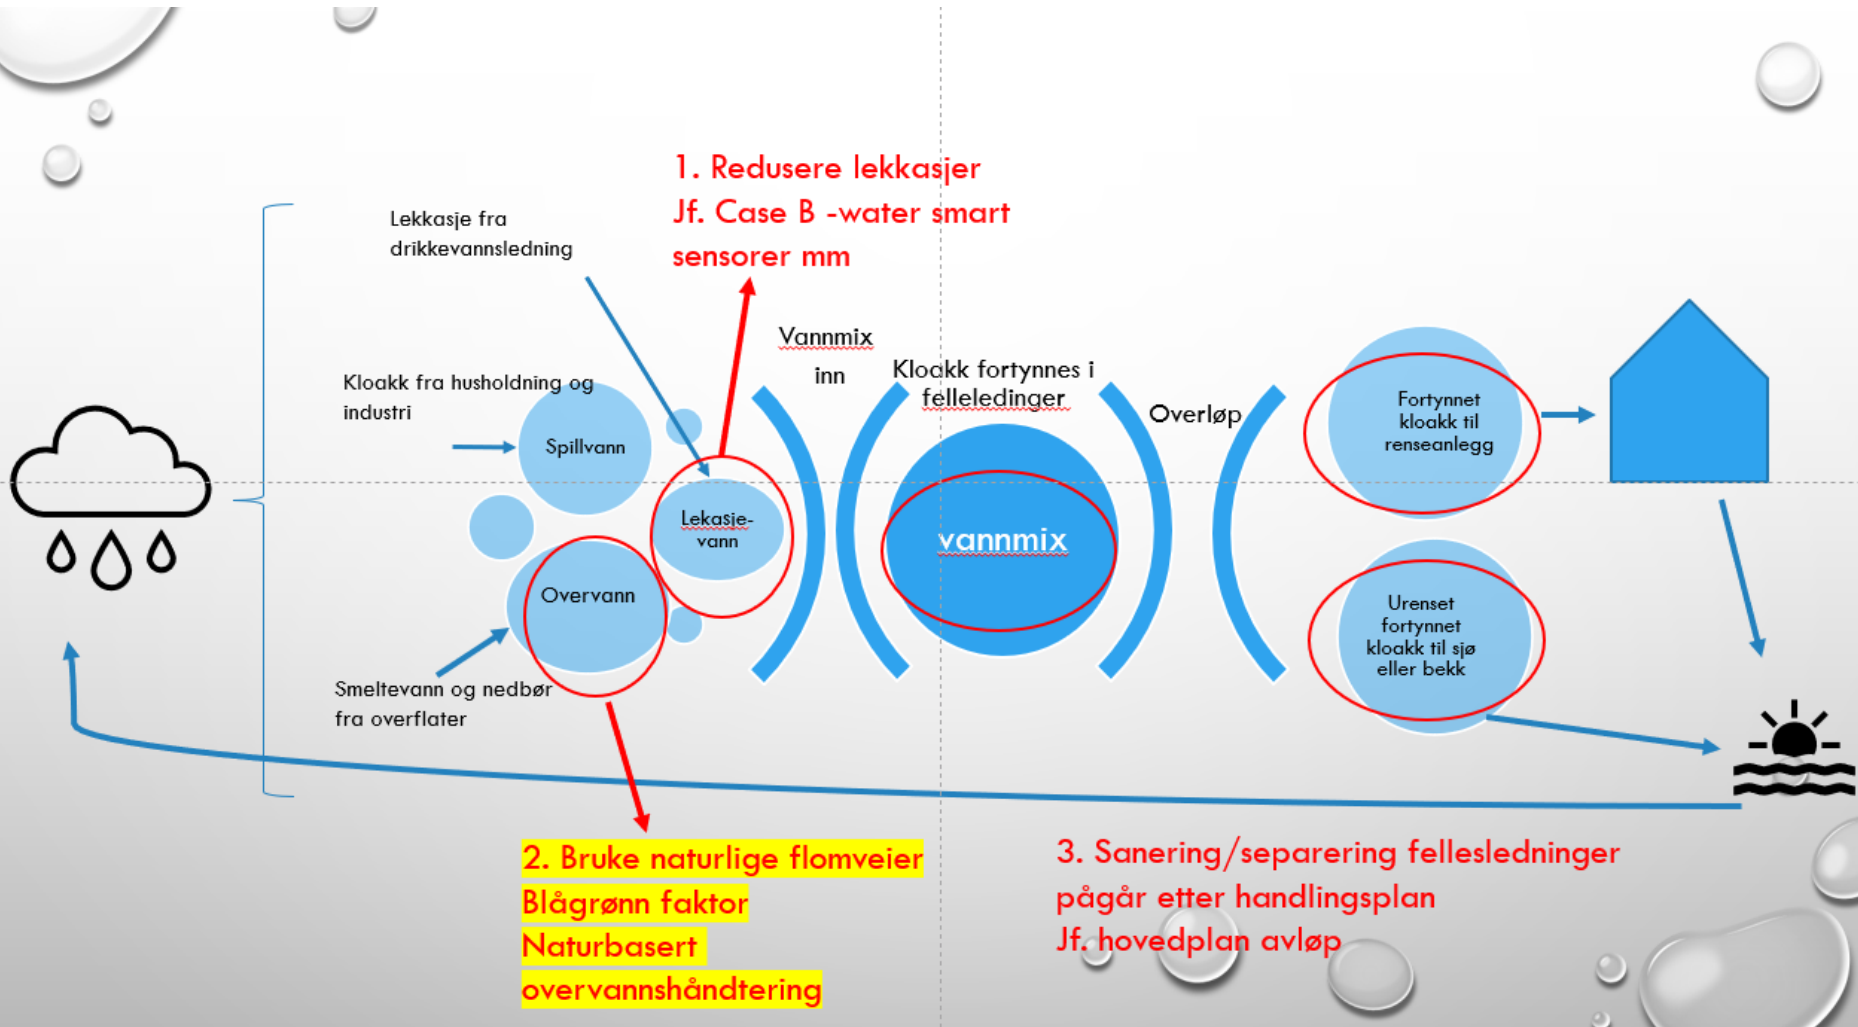 1. Redusere lekkasjer
Jf. Case B -water smart
sensorer mm
Lekkasje fra
drikkevannsledning
Vannmix
inn
Kloakk fortynnes i
felleledinger
Kloakk fra husholdning og
industri
Overløp
Fortynnet
kloakk til
renseanlegg
Spillvann
Lekasje-
vann
vannmix
Overvann
Urenset
fortynnet
kloakk til sjø
eller bekk
Smeltevann og nedbør
fra overflater
2. Bruke naturlige flomveier
Blågrønn faktor
Naturbasert
overvannshåndtering
3. Sanering/separering fellesledninger
pågår etter handlingsplan
Jf. hovedplan avløp